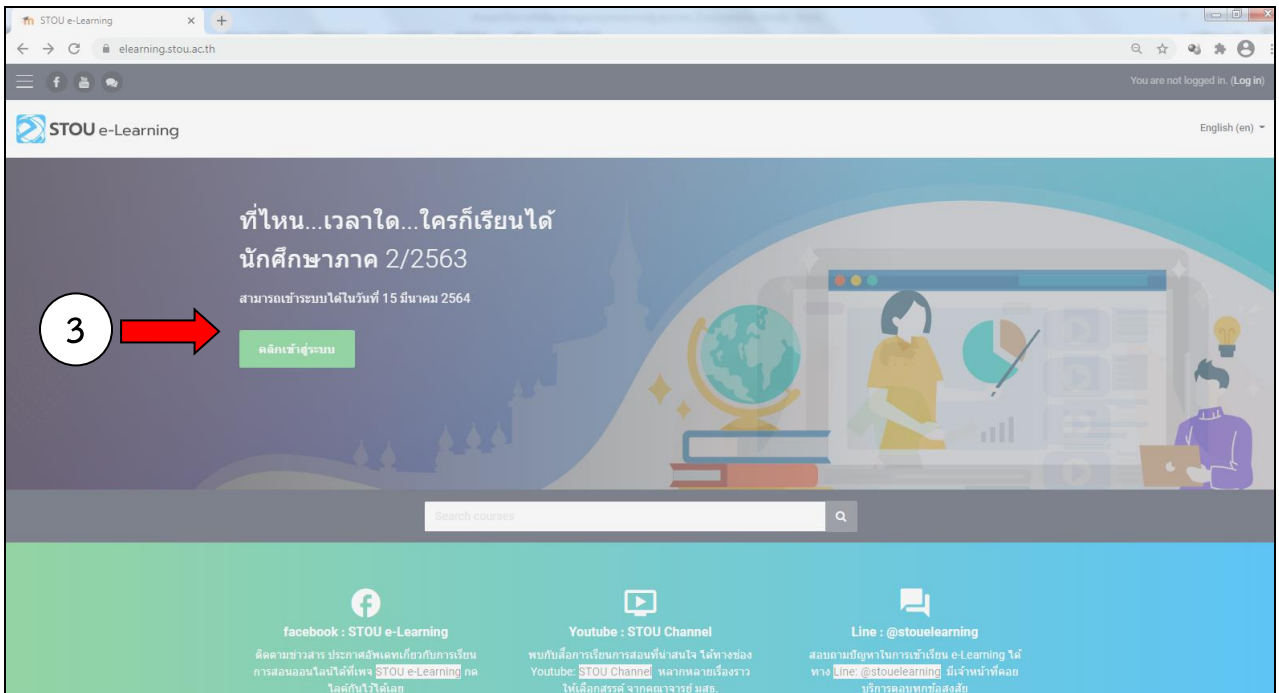 STOU e-Learning
elearning.stou.ac.th
You are not logged in. (Log in)
STOU e-Learning
English (en)
ที่ไหน...เวลาใด...ใครก็เรียนได้
นักศึกษาภาค 2/2563
สามารถเข้าระบบได้ในวันที่ 15 มีนาคม 2564
3
คลิกเข้าสู่ระบบ
Search courses
facebook : STOU e-Learning
ติดตามข่าวสาร ประกาศอัพเดทเกี่ยวกับการเรียน
การสอนออนไลน์ได้ที่เพจ STOU e-Learning กด
ไลค์กันไว้ได้เลย
Youtube : STOU Channel
พบกับสื่อการเรียนการสอนที่น่าสนใจ ได้ทางช่อง
Youtube: STOU Channel หลากหลายเรื่องราว
ให้เลือกสรรค์ จากคณาจารย์ มสธ.
Line : @stouelearning
สอบถามปัญหาในการเข้าเรียน e-Learning ได้
ทาง Line: @stouelearning มีเจ้าหน้าที่คอย
บริการตอบทุกข้อสงสัย